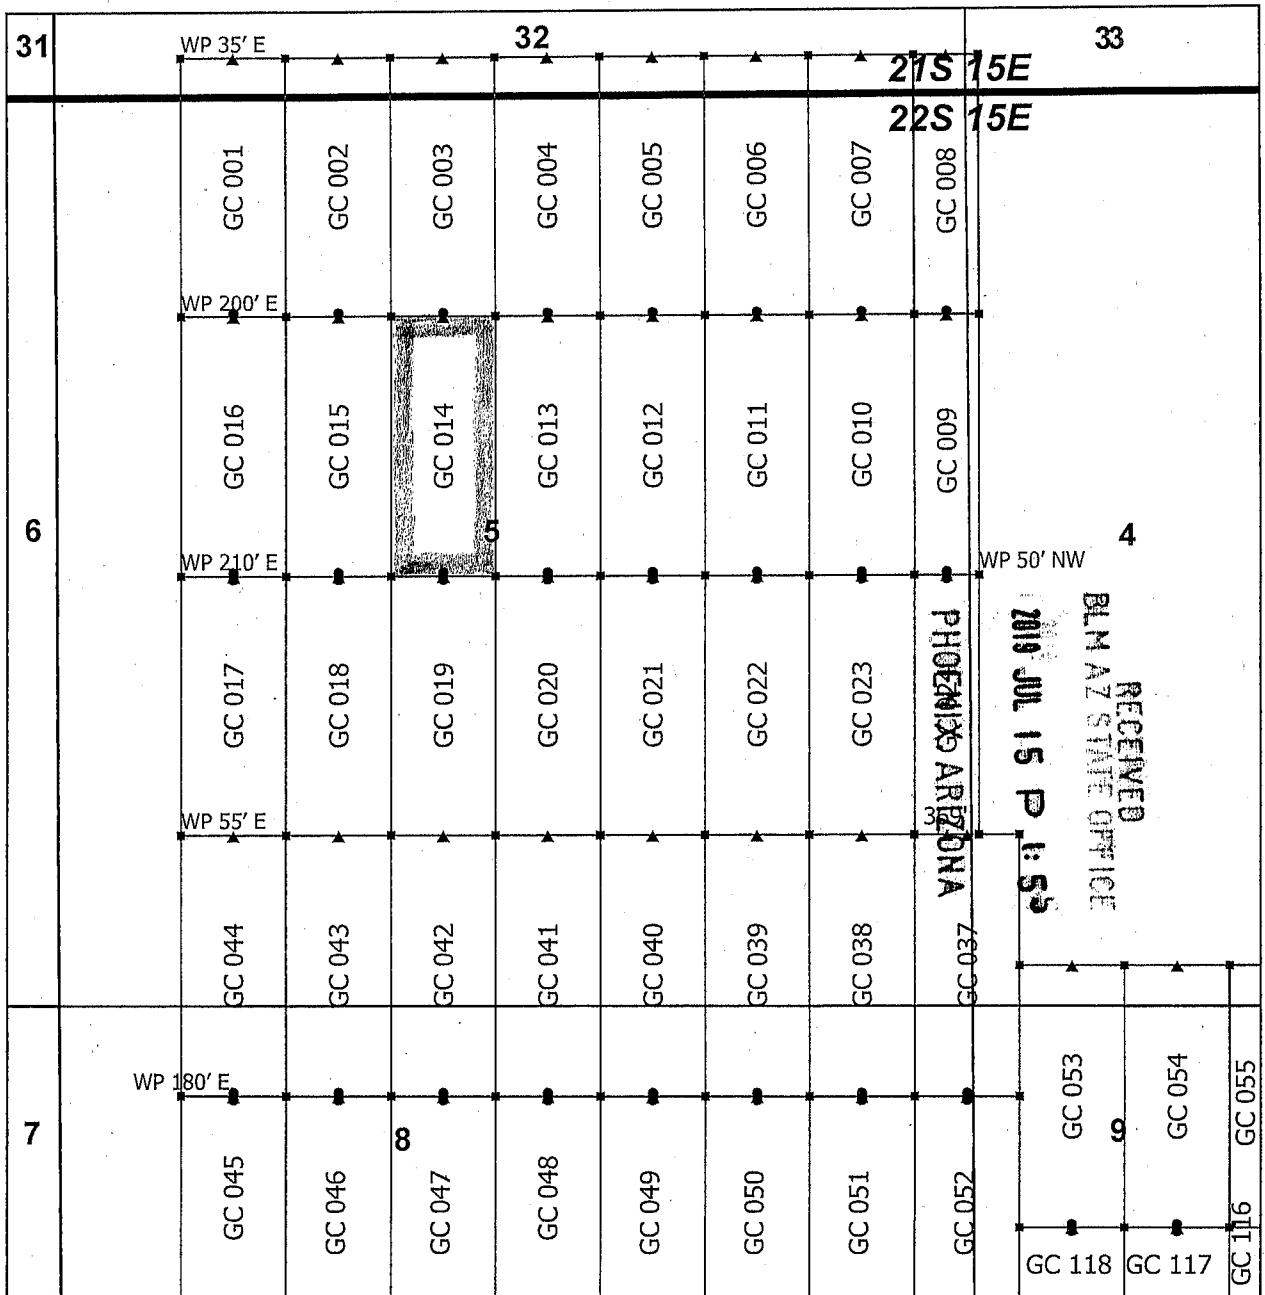 31
WP 35' E
32
33
21S 15E
22S 15E
GC 001
GC 002
GC 003
GC 004
GC 005
GC 006
GC 007
GC 008
WP 200' E
GC 016
GC 015
GC 014
GC 013
GC 012
GC 011
GC 010
GC 009
6
5
4
WP 210' E
WP 50' NW
GC 017
GC 018
GC 019
GC 020
GC 021
GC 022
GC 023
RECEIVED
BLM AZ STATE OFFICE
2019 JUL 15 P 1:55
PHOENIX ARIZONA
WP 55' E
GC 044
GC 043
GC 042
GC 041
GC 040
GC 039
GC 038
GC 037
WP 180' E
7
8
9
GC 053
GC 054
GC 055
GC 045
GC 046
GC 047
GC 048
GC 049
GC 050
GC 051
GC 052
GC 118
GC 117
GC 116